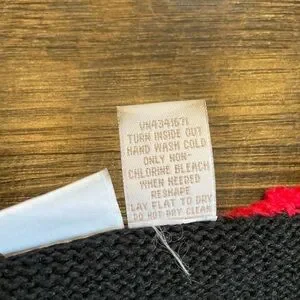 VN4341671
TURN INSIDE OUT
HAND WASH COLD
ONLY NON-
CHLORINE BLEACH
WHEN NEEDED
RESHAPE
LAY FLAT TO DRY
DO NOT DRY CLEAN